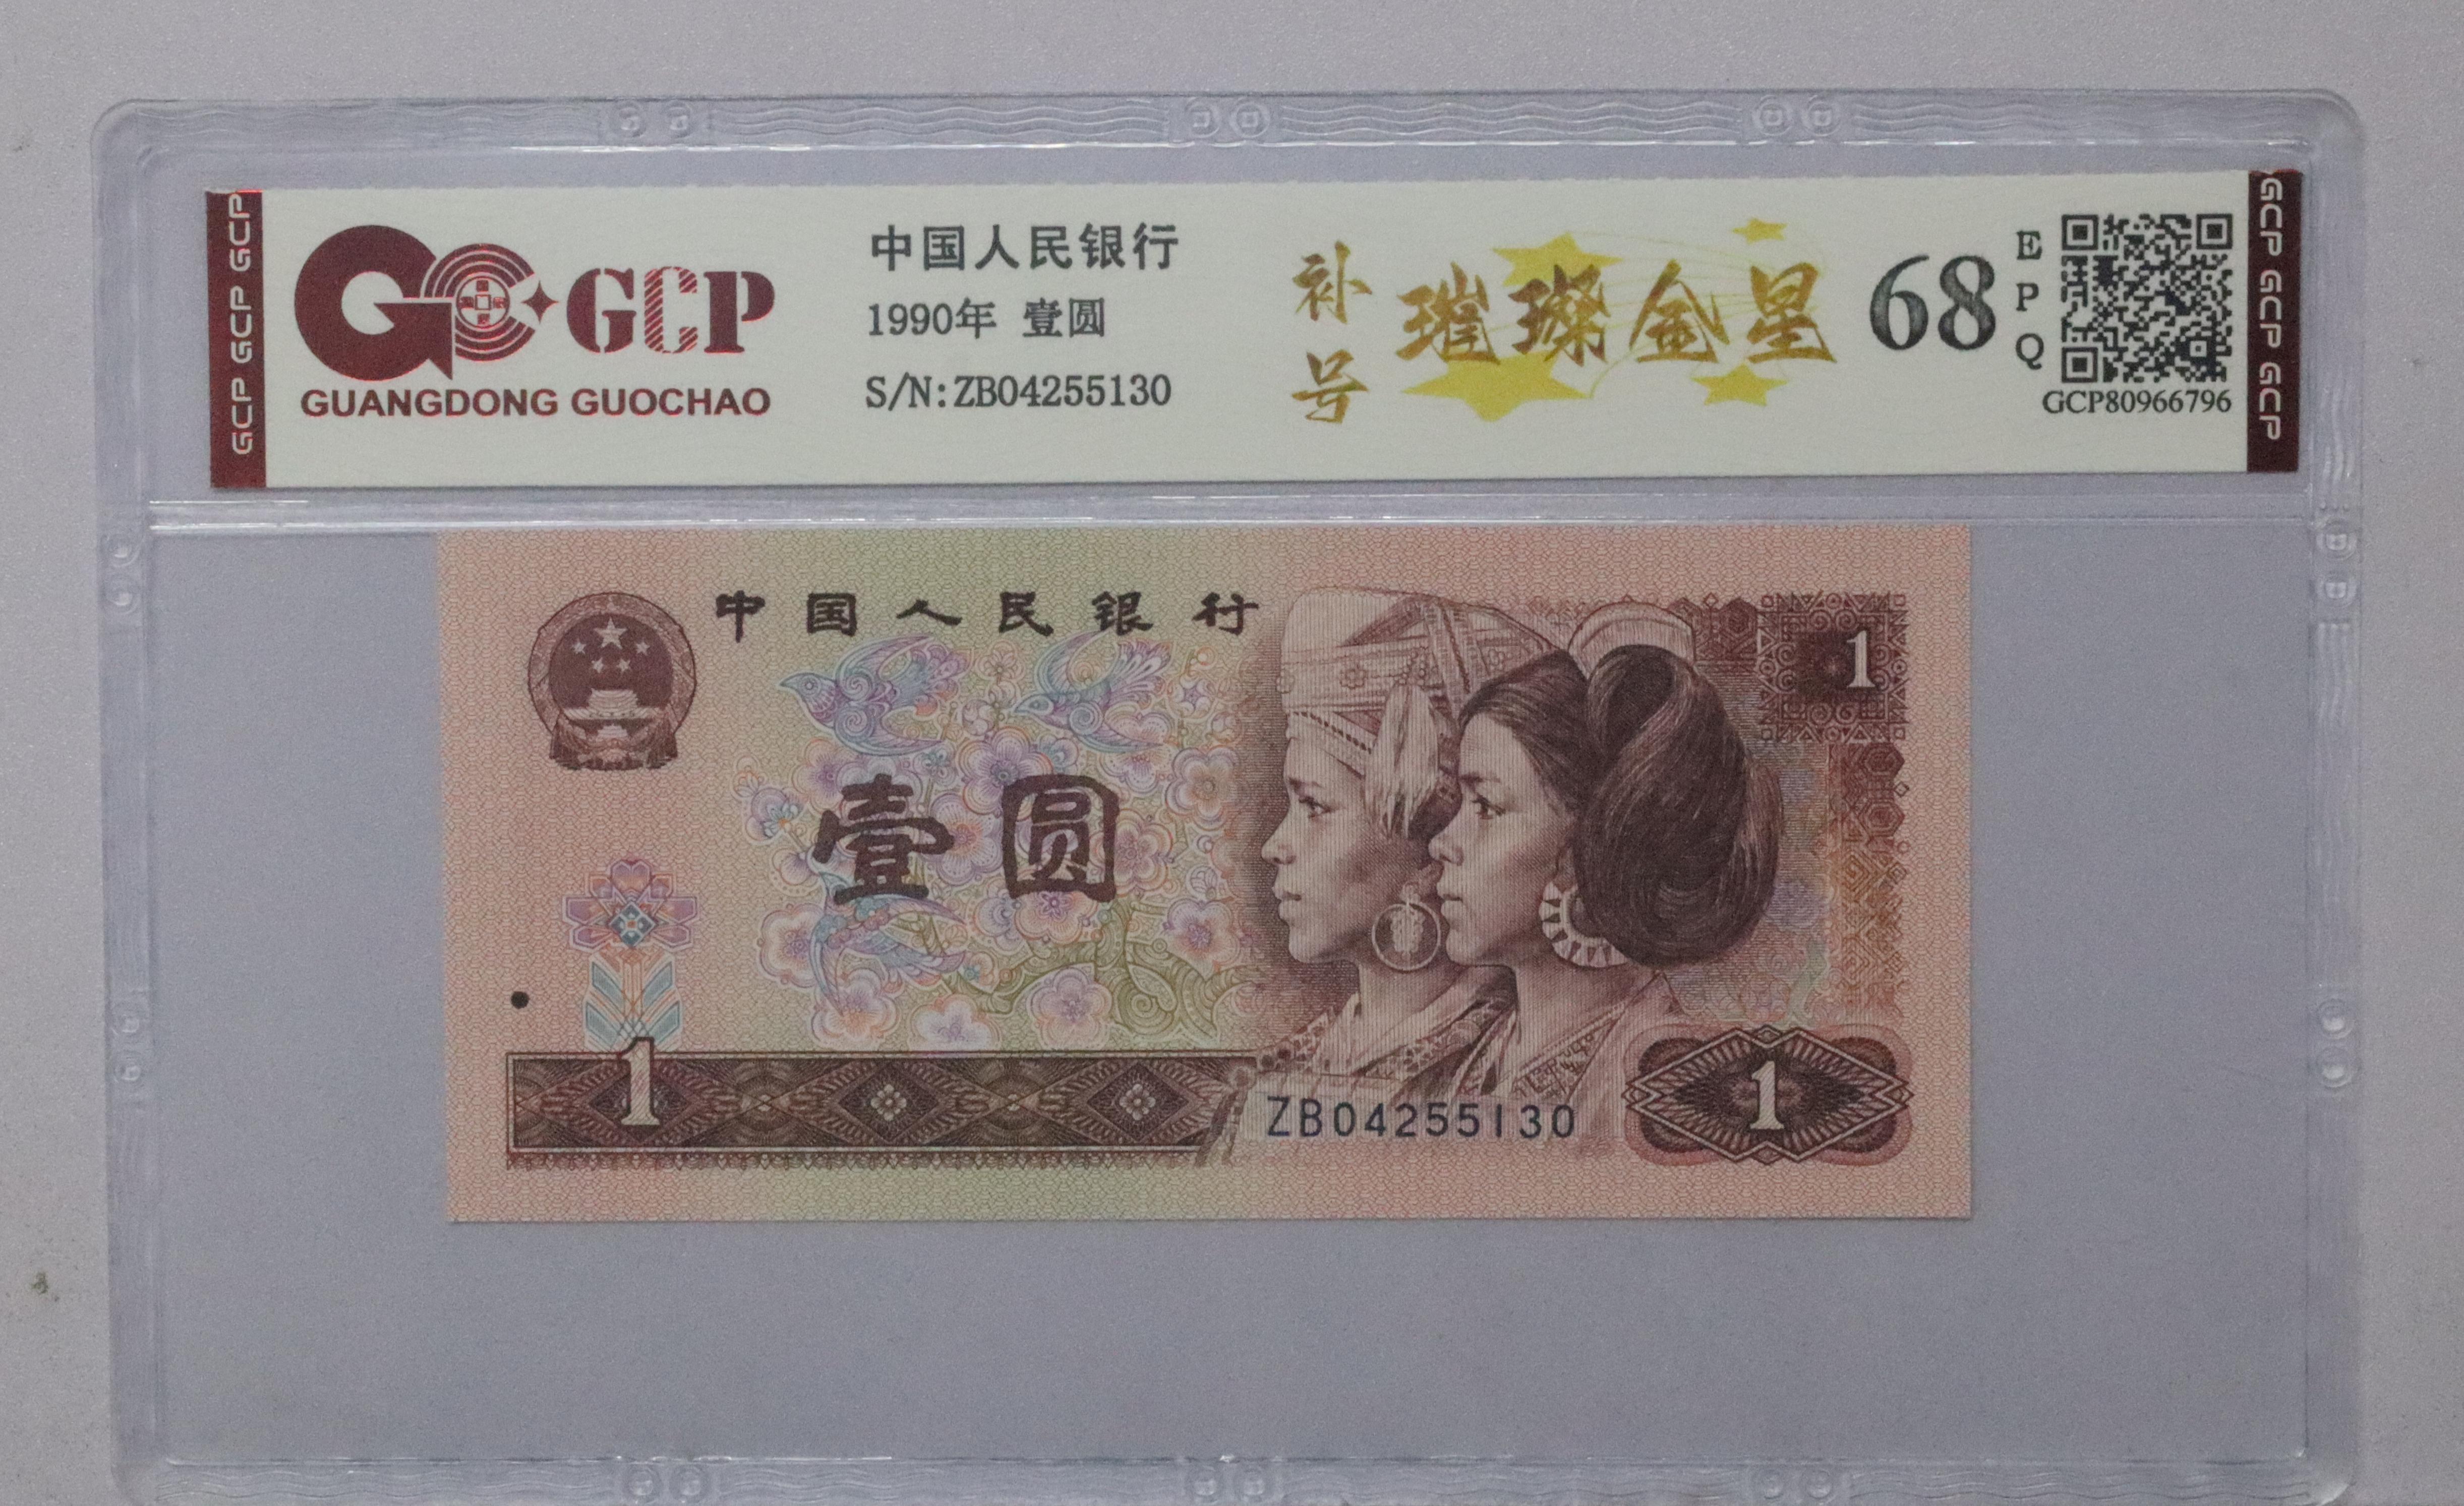 GCP GCP GCP
GCP
GUANGDONG GUOCHAO
中国人民银行
1990年 壹圆
S/N:ZB04255130
补号
璀璨金星
68
EPQ
GCP80966796
GCP GCP GCP
中国人民银行
1
壹圆
1
ZB04255130
1